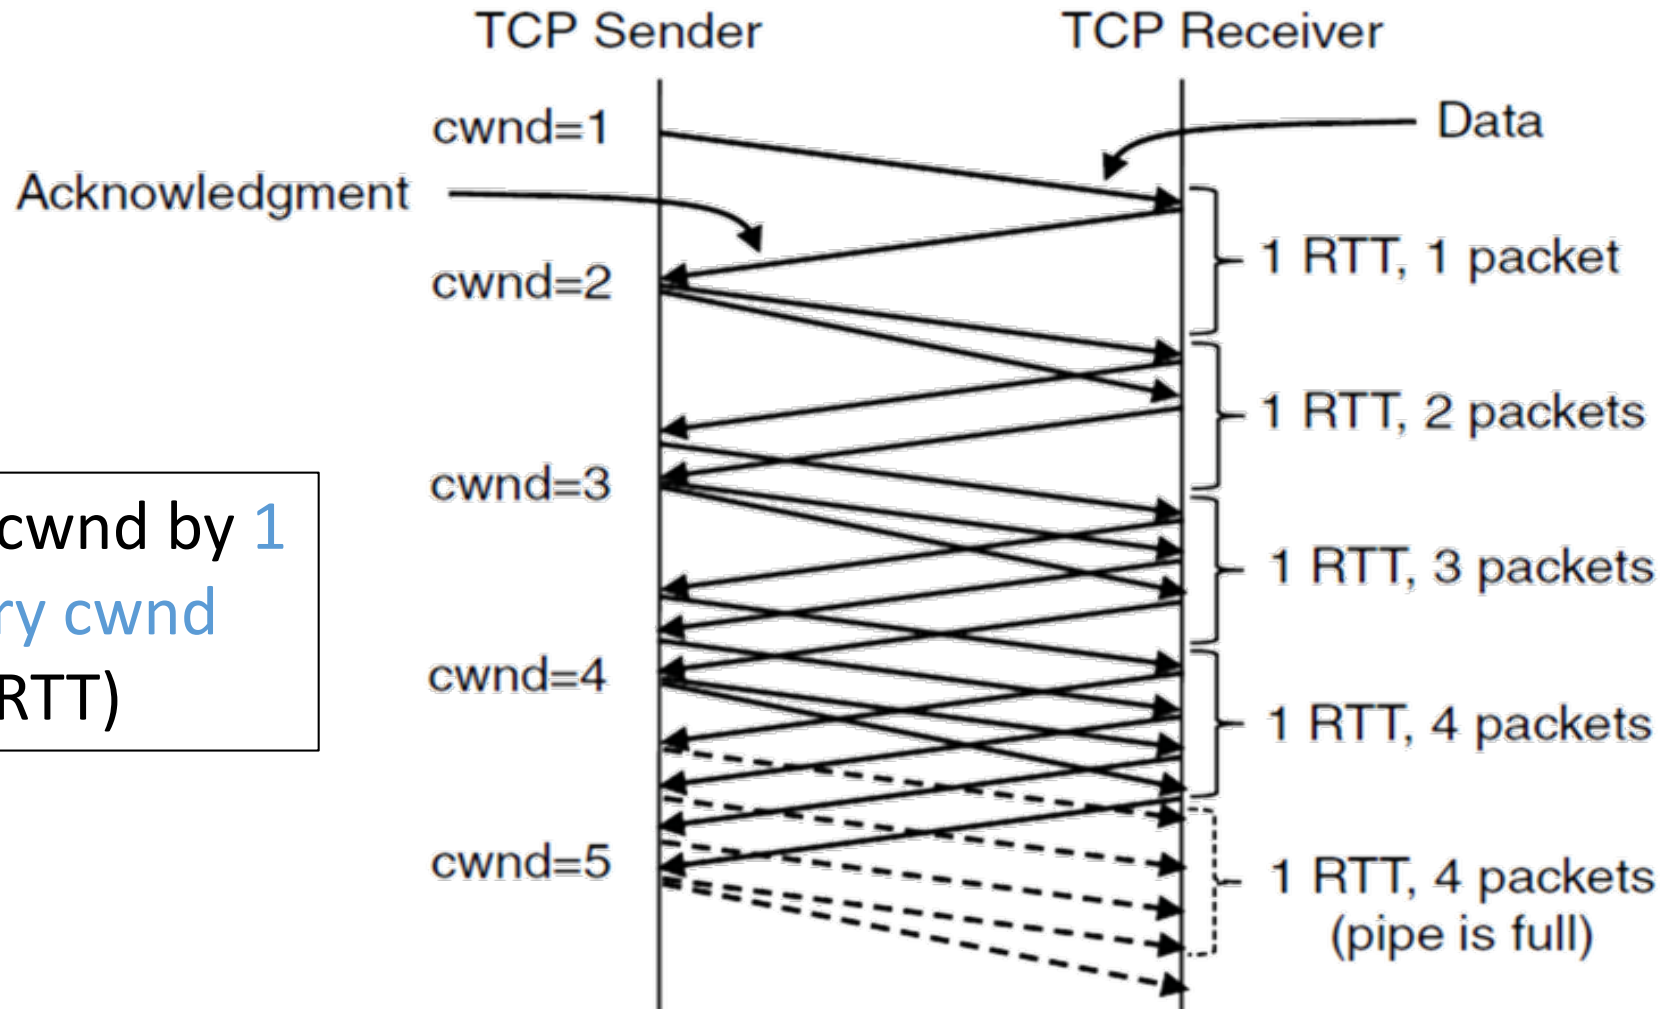 TCP Sender
TCP Receiver
cwnd=1
Data
Acknowledgment
1 RTT, 1 packet
cwnd=2
1 RTT, 2 packets
cwnd=3
cwnd by 1
ry cwnd
RTT)
1 RTT, 3 packets
cwnd=4
1 RTT, 4 packets
cwnd=5
1 RTT, 4 packets
(pipe is full)